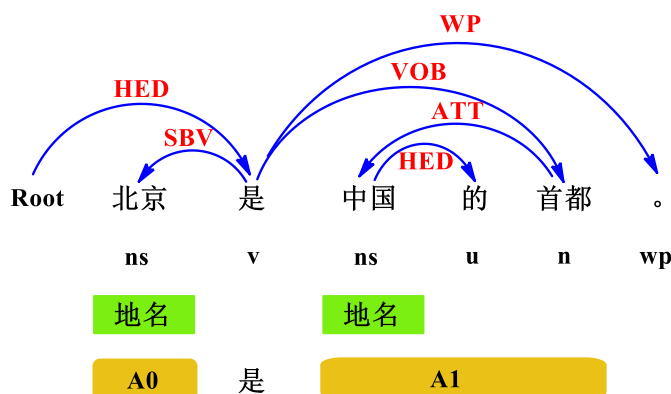 WP
VOB
HED
ATT
SBV
HED
Root 北京 是 中国 的 首都 。
ns v ns u n wp
地名 地名
A0 是 A1